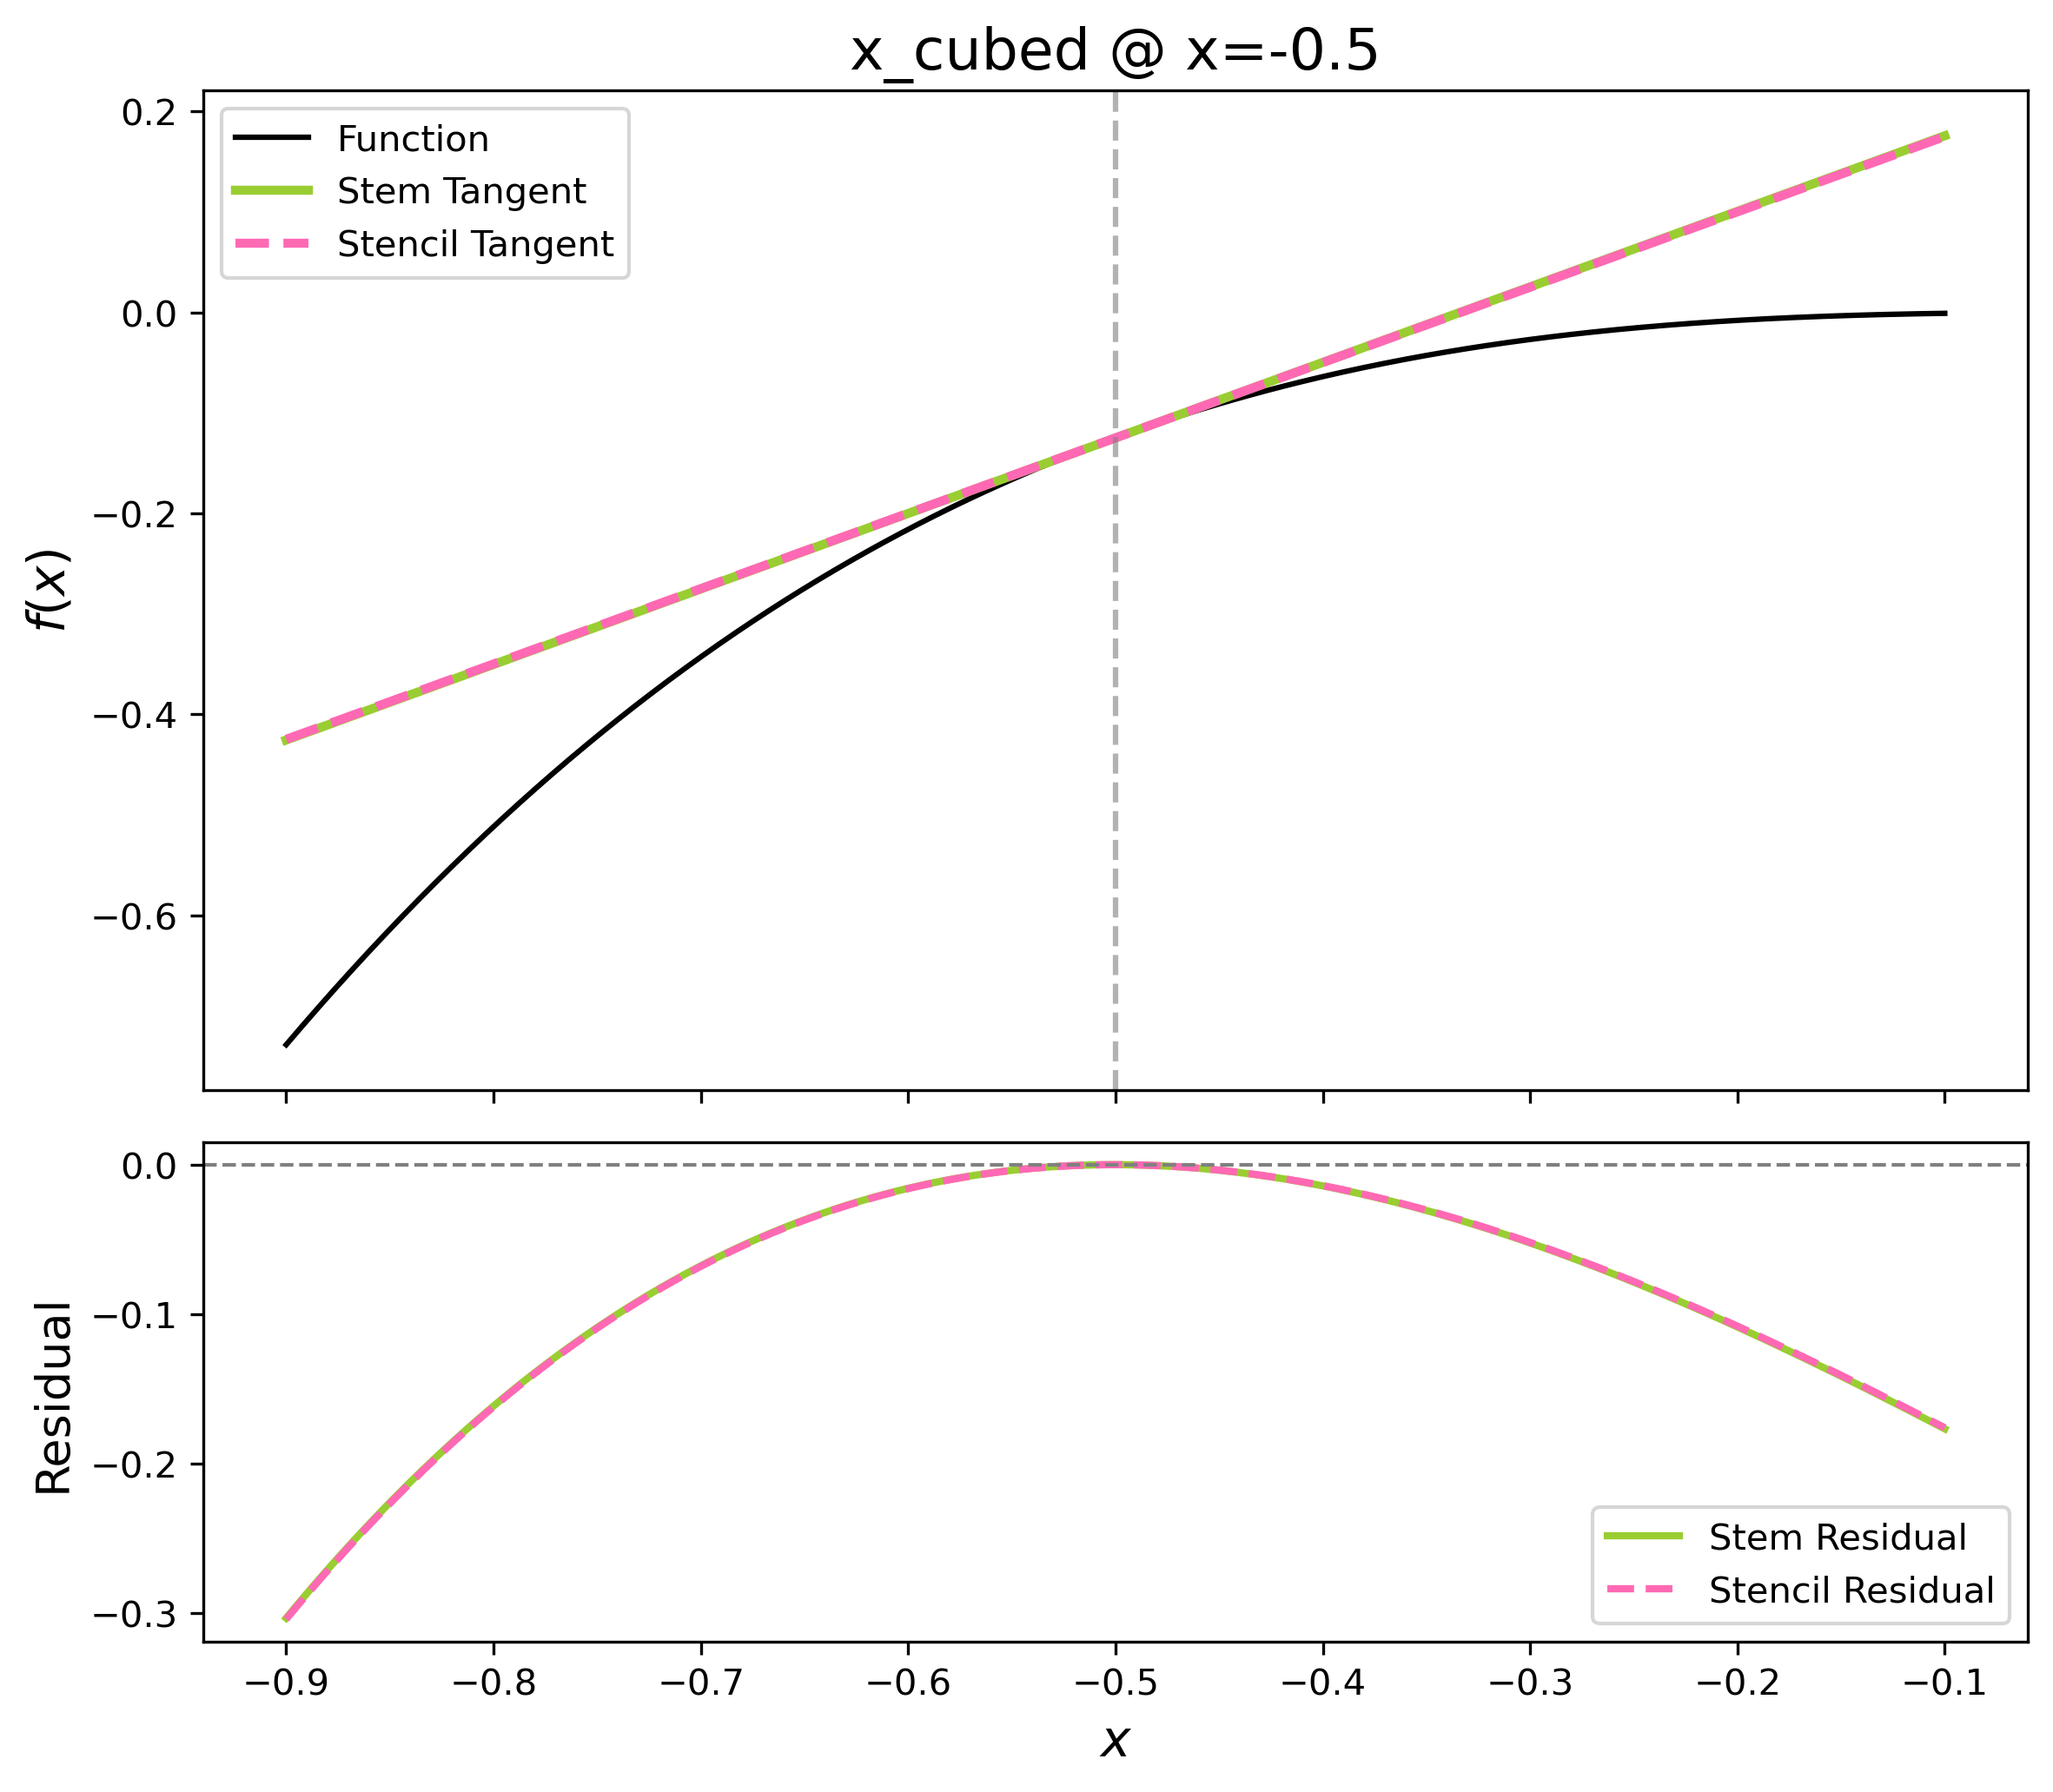 x_cubed @ x=-0.5
0.2
0.0
−0.2
−0.4
−0.6
f(x)
Function
Stem Tangent
Stencil Tangent
0.0
−0.1
−0.2
−0.3
Residual
Stem Residual
Stencil Residual
−0.9 −0.8 −0.7 −0.6 −0.5 −0.4 −0.3 −0.2 −0.1
x